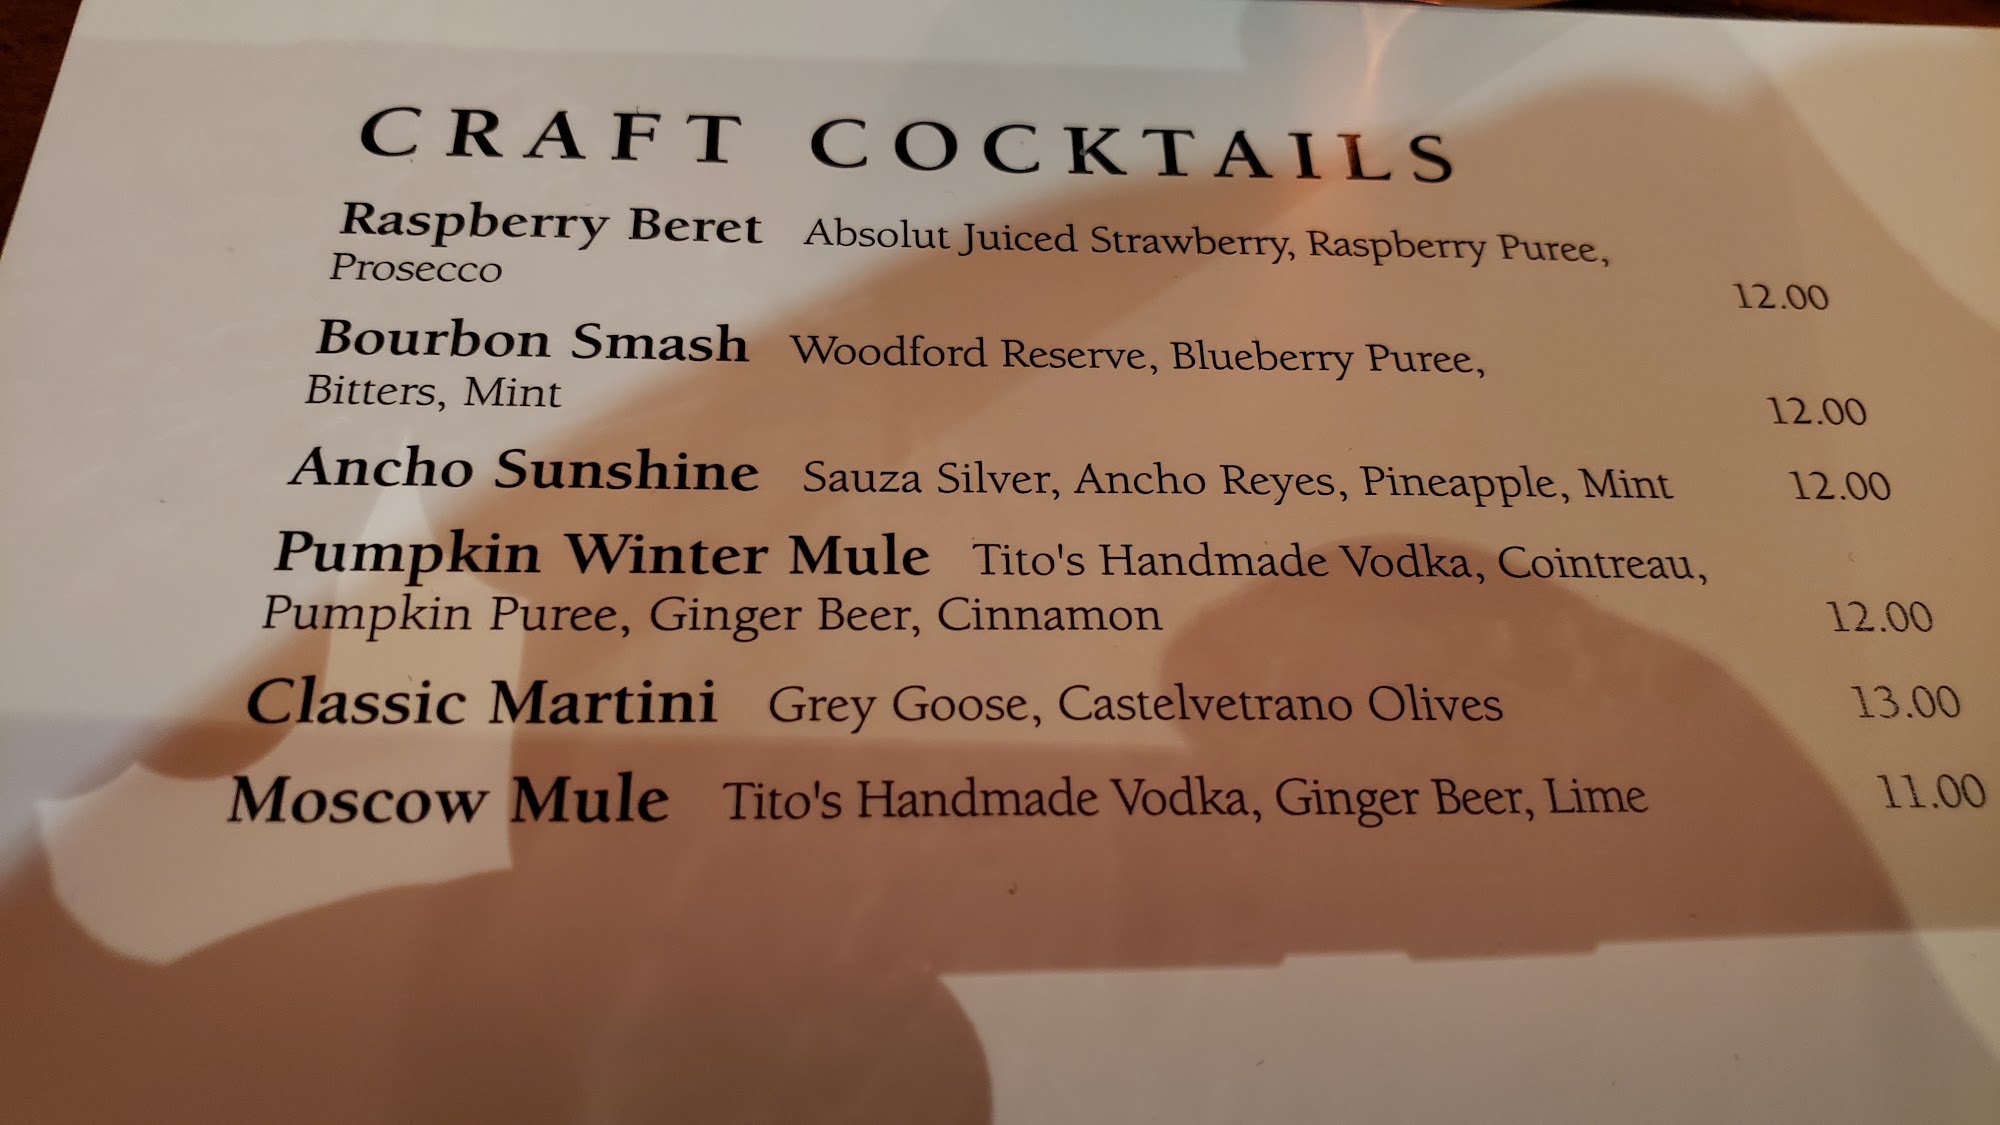 CRAFT COCKTAILS
Raspberry Beret Absolut Juiced Strawberry, Raspberry Puree,
Prosecco 12.00
Bourbon Smash Woodford Reserve, Blueberry Puree,
Bitters, Mint 12.00
Ancho Sunshine Sauza Silver, Ancho Reyes, Pineapple, Mint 12.00
Pumpkin Winter Mule Tito's Handmade Vodka, Cointreau,
Pumpkin Puree, Ginger Beer, Cinnamon 12.00
Classic Martini Grey Goose, Castelvetrano Olives 13.00
Moscow Mule Tito's Handmade Vodka, Ginger Beer, Lime 11.00